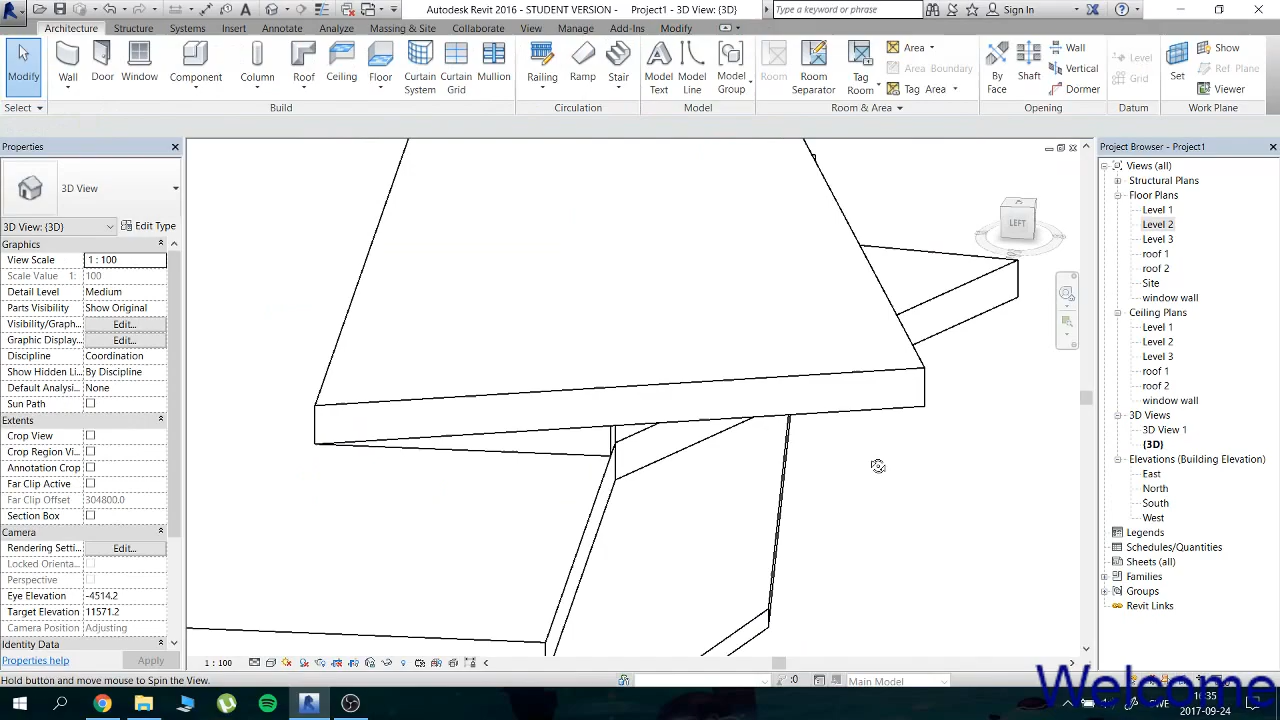 Autodesk Revit 2016 - STUDENT VERSION - Project1 - 3D View: {3D}
Type a keyword or phrase
Sign In
Architecture Structure Systems Insert Annotate Analyze Massing & Site Collaborate View Manage Add-Ins Modify
Modify Wall Door Window Component Column Roof Ceiling Floor Curtain System Curtain Grid Mullion Railing Ramp Stair Model Text Model Line Model Group Room Room Separator Tag Room Area Area Boundary Tag Area By Face Shaft Wall Vertical Dormer Level Grid Set Show Ref Plane Viewer
Select Build Circulation Model Room & Area Opening Datum Work Plane
Properties
3D View
3D View: {3D} Edit Type
Graphics
View Scale 1 : 100
Scale Value 1: 100
Detail Level Medium
Parts Visibility Show Original
Visibility/Graph... Edit...
Graphic Display... Edit...
Discipline Coordination
Show Hidden Li... By Discipline
Default Analysi... None
Sun Path
Extents
Crop View
Crop Region Vi...
Annotation Crop
Far Clip Active
Far Clip Offset 304800.0
Section Box
Camera
Rendering Setti... Edit...
Locked Orienta...
Perspective
Eye Elevation -4514.2
Target Elevation 11571.2
Camera Position Adjusting
Identity Data
Properties help Apply
LEFT
Project Browser - Project1
Views (all)
Structural Plans
Floor Plans
Level 1
Level 2
Level 3
roof 1
roof 2
Site
window wall
Ceiling Plans
Level 1
Level 2
Level 3
roof 1
roof 2
window wall
3D Views
3D View 1
{3D}
Elevations (Building Elevation)
East
North
South
West
Legends
Schedules/Quantities
Sheets (all)
Families
Groups
Revit Links
1 : 100
Hold button and move mouse to Spin the View.
:0
Main Model
Welcome
SWE
16:35
2017-09-24